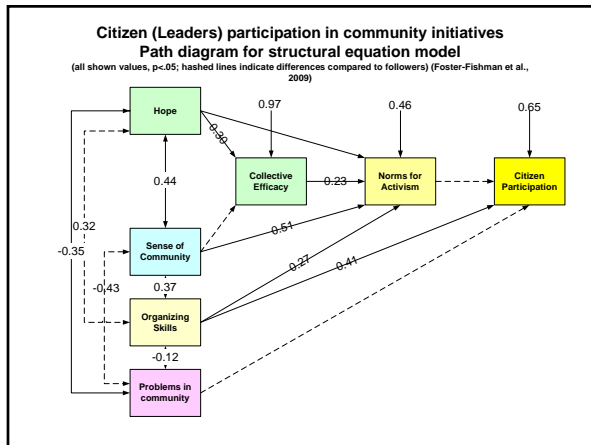 Citizen (Leaders) participation in community initiatives
Path diagram for structural equation model
(all shown values, p<.05; hashed lines indicate differences compared to followers) (Foster-Fishman et al.,
2009)
0.97
0.46
0.65
Hope
0.30
0.44
Collective
Efficacy
0.23
Norms for
Activism
Citizen
Participation
0.32
-0.35
Sense of
Community
0.51
-0.43
0.37
0.27
0.41
Organizing
Skills
-0.12
Problems in
community